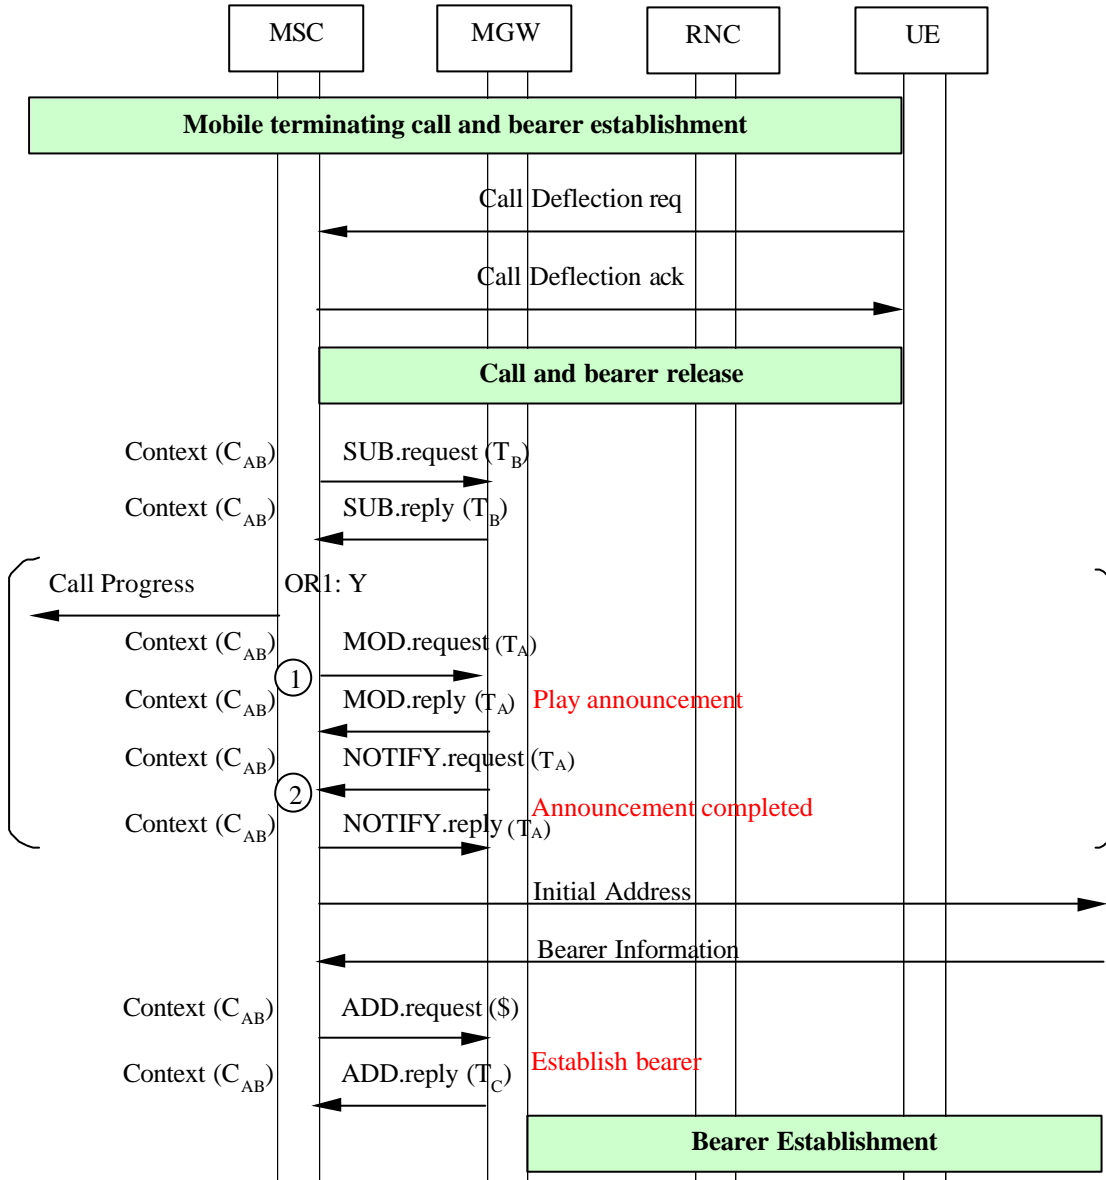 MSC MGW RNC UE
Mobile terminating call and bearer establishment
Call Deflection req
Call Deflection ack
Call and bearer release
Context (CAB) SUB.request (TB)
Context (CAB) SUB.reply (TB)
Call Progress OR1: Y
Context (CAB) MOD.request (TA)
1
Context (CAB) MOD.reply (TA) Play announcement
Context (CAB) NOTIFY.request (TA)
2
Announcement completed
Context (CAB) NOTIFY.reply (TA)
Initial Address
Bearer Information
Context (CAB) ADD.request ($)
Establish bearer
Context (CAB) ADD.reply (TC)
Bearer Establishment